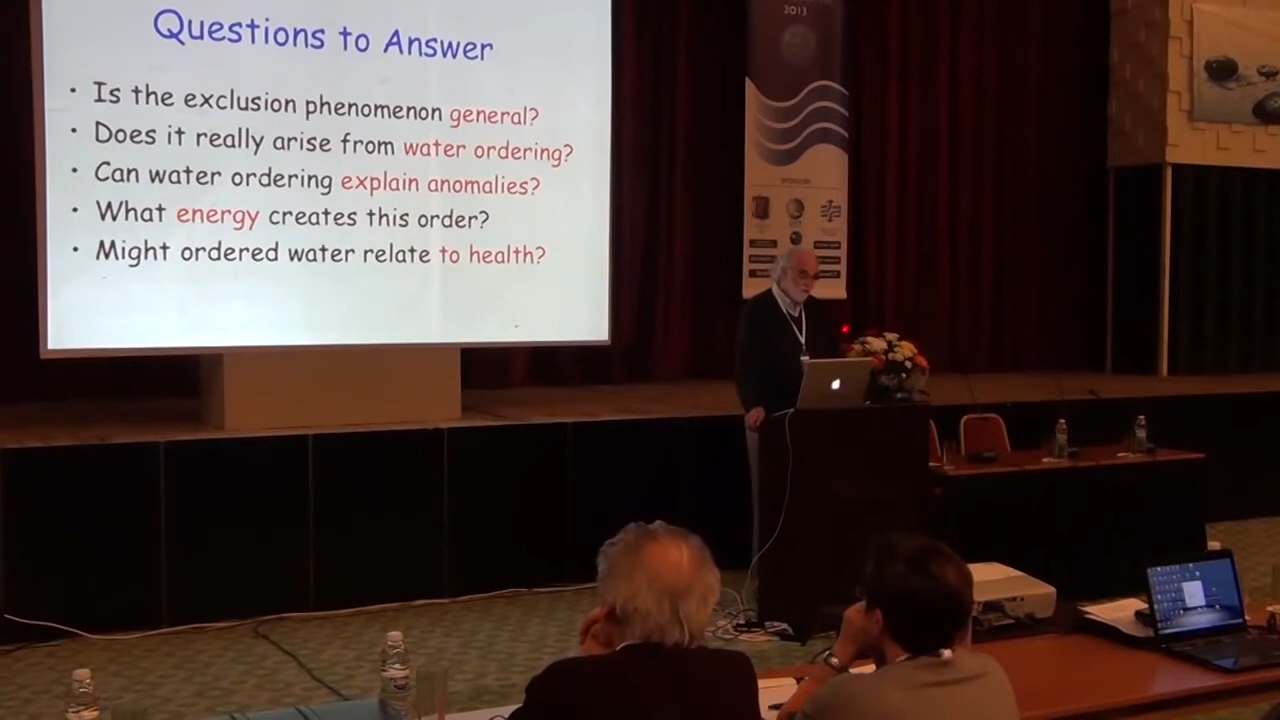 Questions to Answer
· Is the exclusion phenomenon general?
· Does it really arise from water ordering?
· Can water ordering explain anomalies?
· What energy creates this order?
· Might ordered water relate to health?
2013